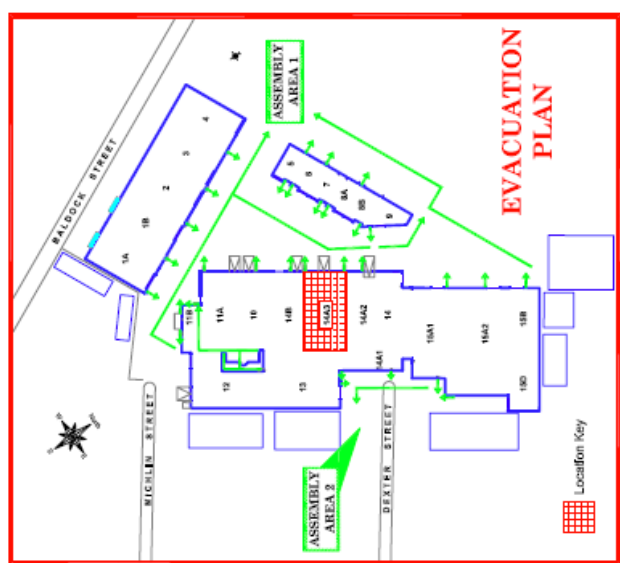 EVACUATION
PLAN
ASSEMBLY
AREA 1
BALDOCK STREET
1A
1B
2
3
4
5
6
7
8A
8B
9
11B
11A
10
14B
14A3
14A2
14
14A1
15A1
15A2
15B
15D
12
13
MICHLIN STREET
DEXTER STREET
ASSEMBLY
AREA 2
North
Location Key